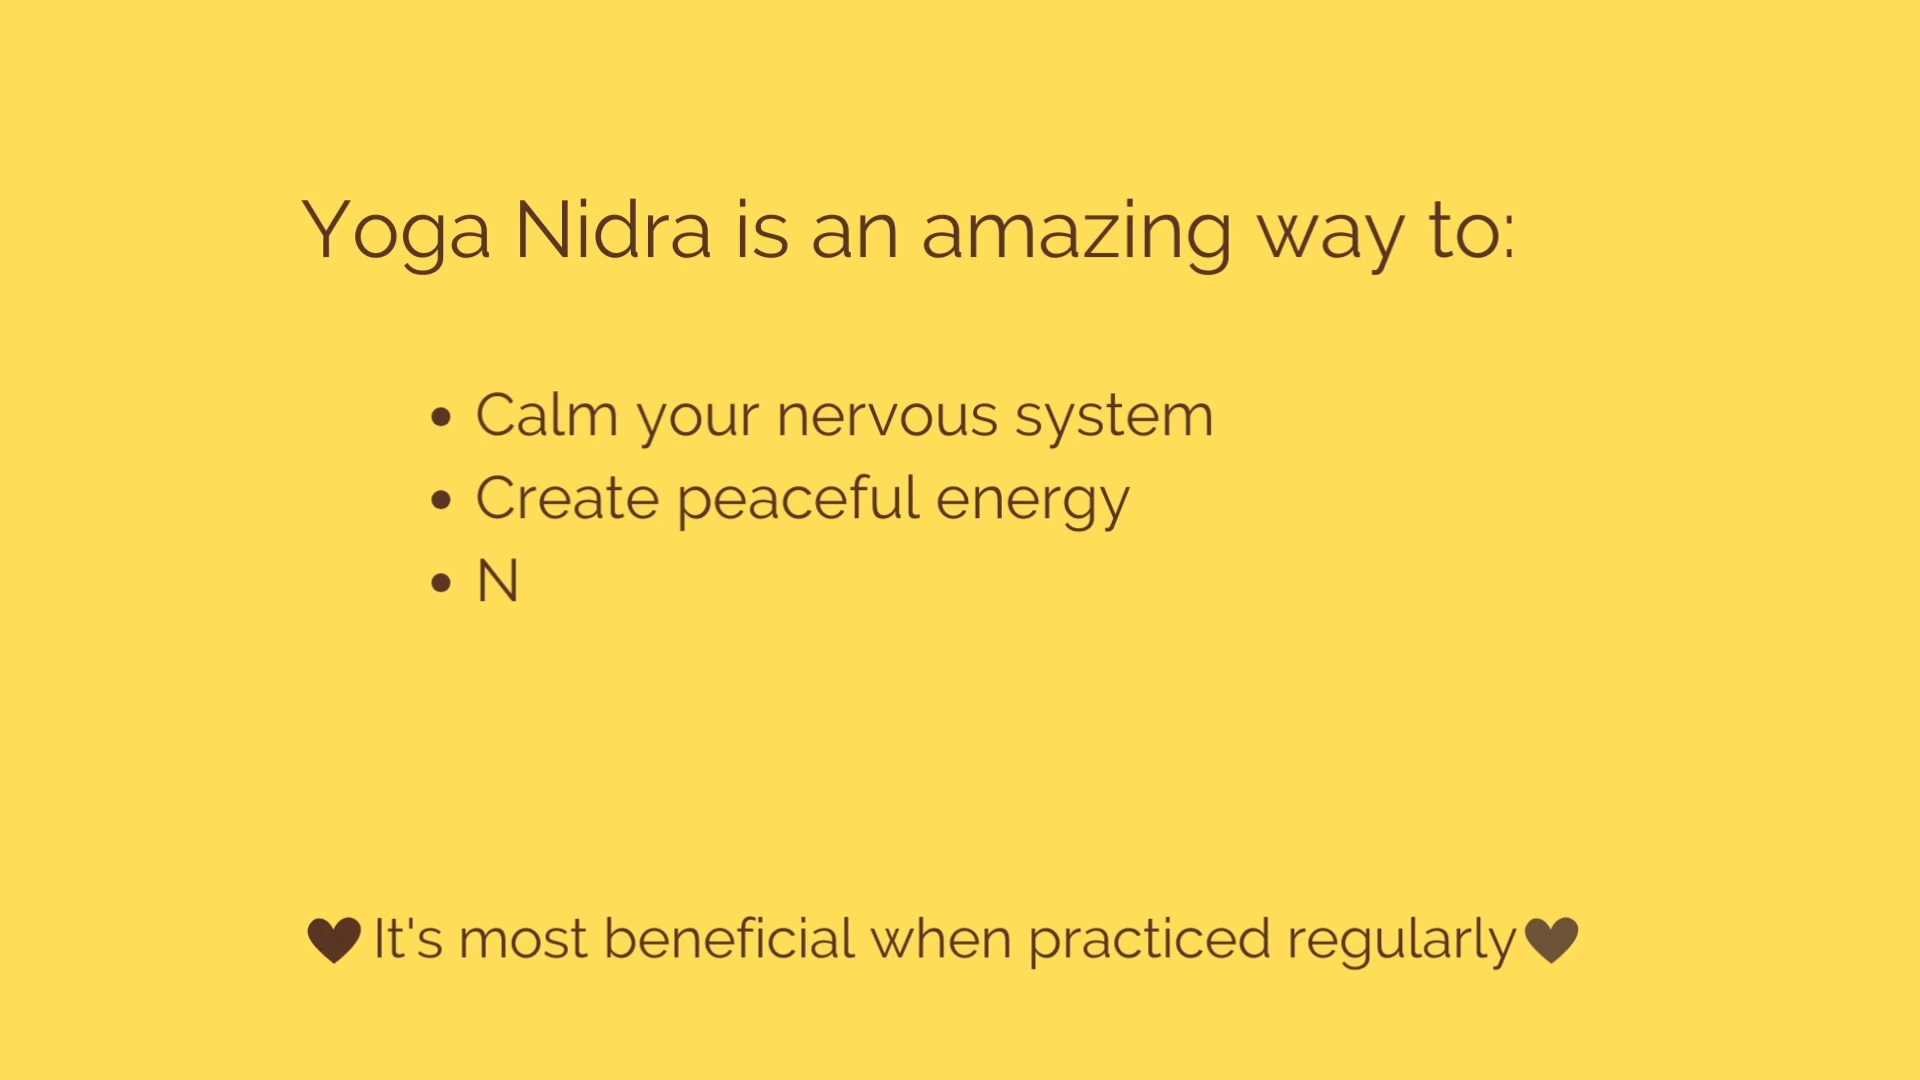 Yoga Nidra is an amazing way to:
• Calm your nervous system
• Create peaceful energy
• N
It's most beneficial when practiced regularly